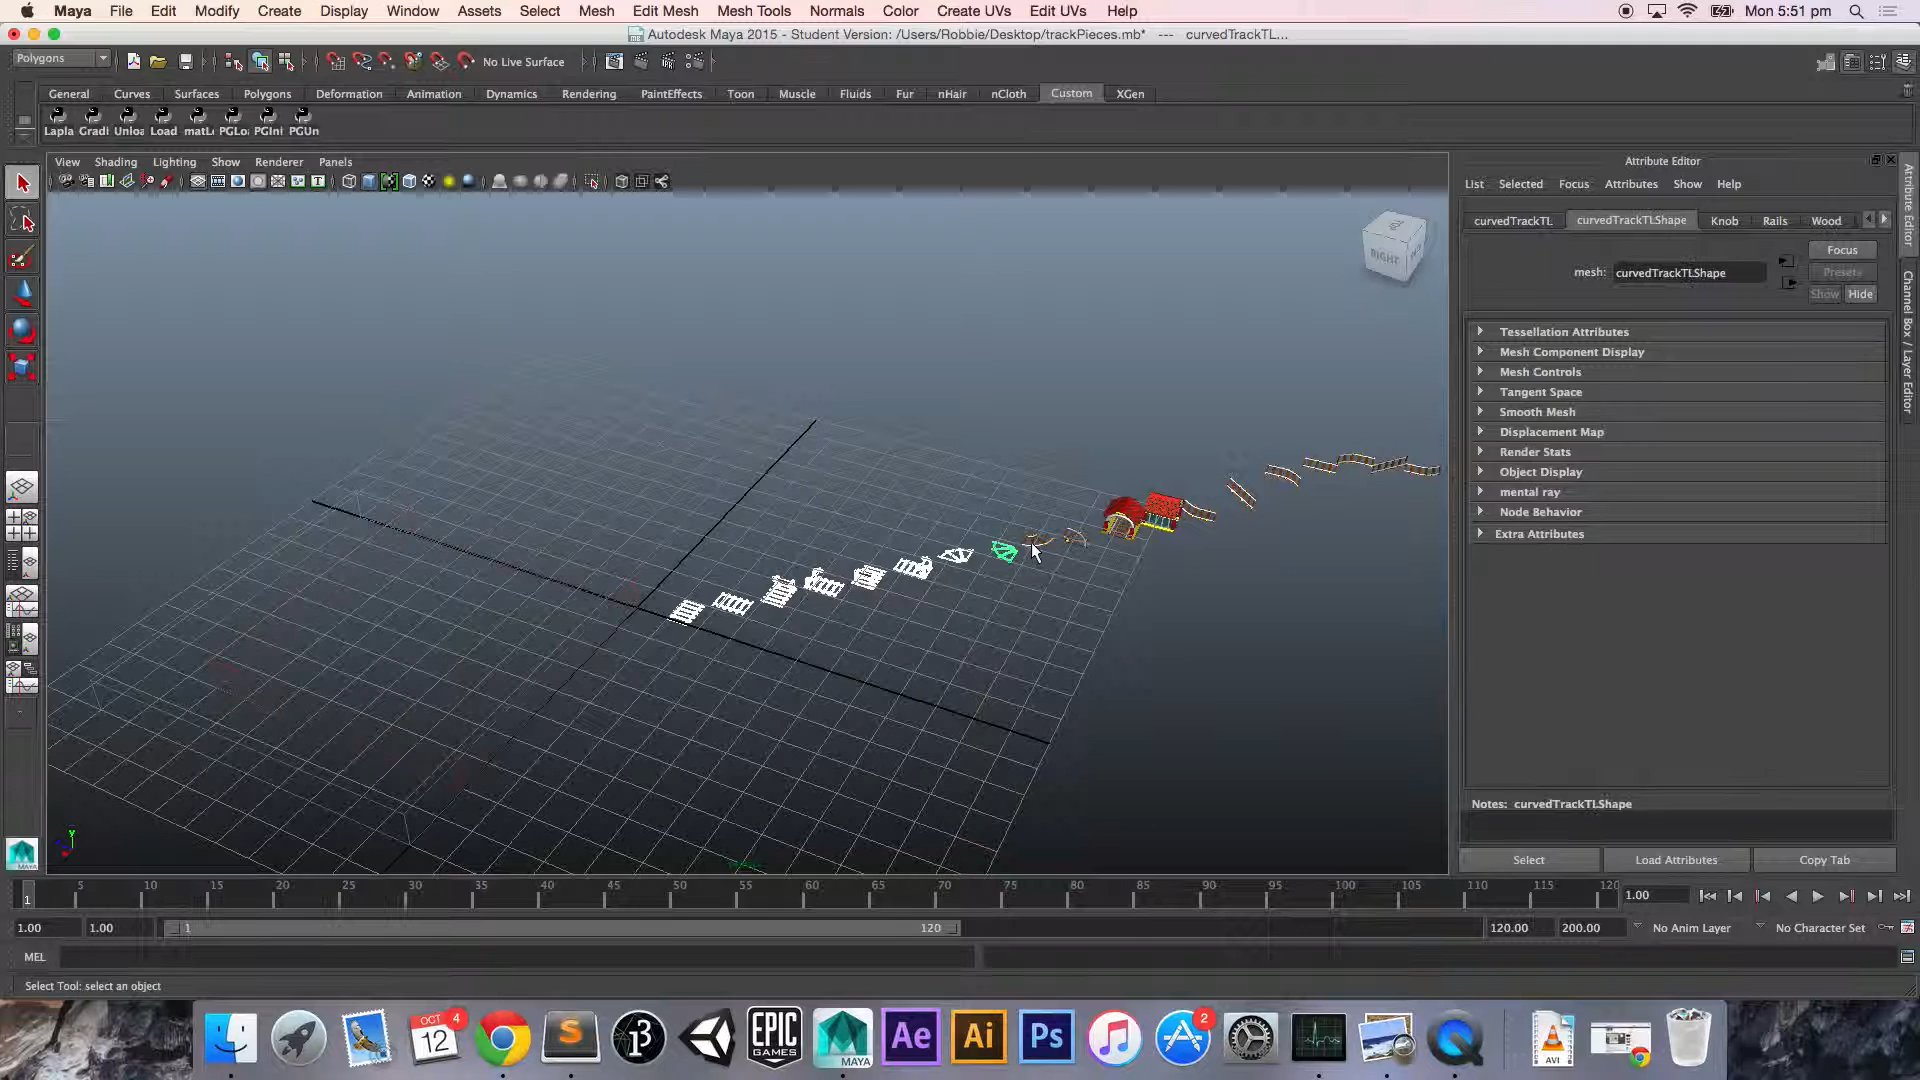 Maya File Edit Modify Create Display Window Assets Select Mesh Edit Mesh Mesh Tools Normals Color Create UVs Edit UVs Help Mon 5:51 pm
Autodesk Maya 2015 - Student Version: /Users/Robbie/Desktop/trackPieces.mb* --- curvedTrackTL...
Polygons No Live Surface
General Curves Surfaces Polygons Deformation Animation Dynamics Rendering PaintEffects Toon Muscle Fluids Fur nHair nCloth Custom XGen
Lapla Gradi Unloa Load matLo PGLo PGIni PGUn
View Shading Lighting Show Renderer Panels
Attribute Editor
List Selected Focus Attributes Show Help
curvedTrackTL curvedTrackTLShape Knob Rails Wood
Focus
mesh: curvedTrackTLShape
Presets
Show Hide
Tessellation Attributes
Mesh Component Display
Mesh Controls
Tangent Space
Smooth Mesh
Displacement Map
Render Stats
Object Display
mental ray
Node Behavior
Extra Attributes
Notes: curvedTrackTLShape
Select Load Attributes Copy Tab
Attribute Editor
Channel Box / Layer Editor
RIGHT
Y
MAYA
1 5 10 15 20 25 30 35 40 45 50 55 60 65 70 75 80 85 90 95 100 105 110 115 120 1.00
1.00 1.00 1 120 120.00 200.00 No Anim Layer No Character Set
MEL
Select Tool: select an object
OCT 4
12
S
EPIC GAMES
MAYA
Ae Ai Ps
2
AVI